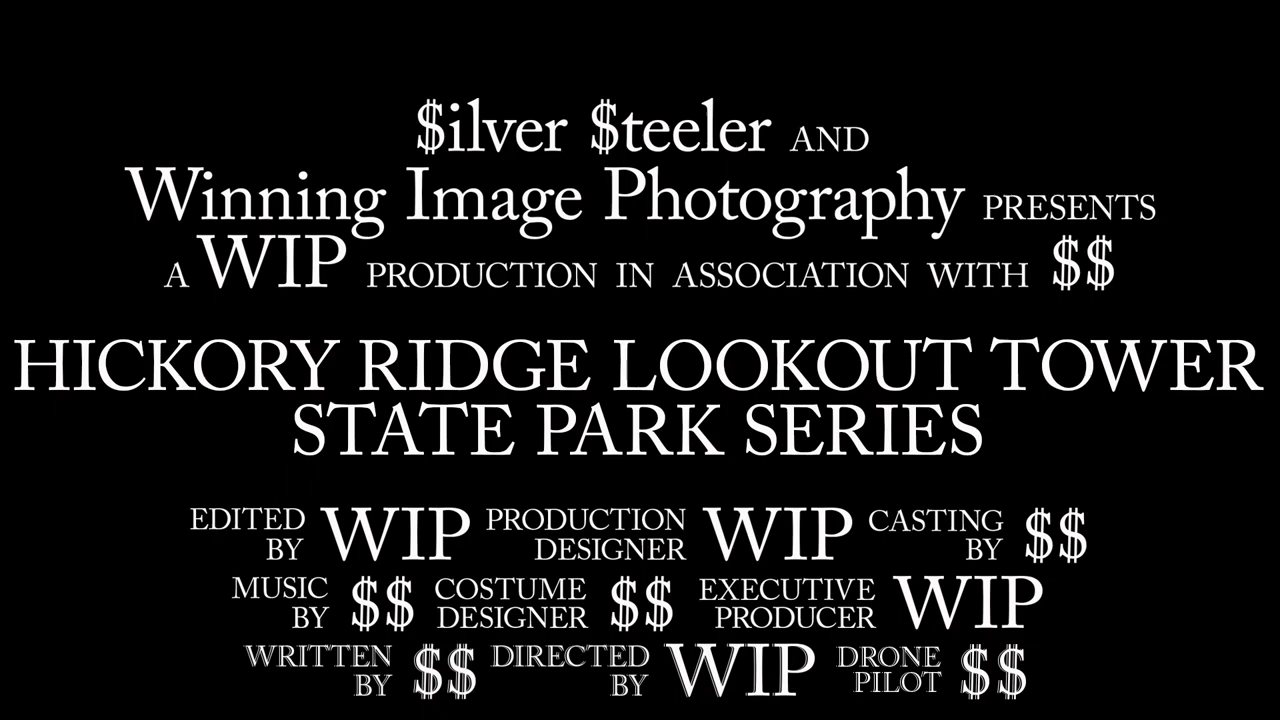 $ilver $teeler AND
Winning Image Photography PRESENTS
A WIP PRODUCTION IN ASSOCIATION WITH $$
HICKORY RIDGE LOOKOUT TOWER
STATE PARK SERIES
EDITED BY WIP PRODUCTION DESIGNER WIP CASTING BY $$
MUSIC BY $$ COSTUME DESIGNER $$ EXECUTIVE PRODUCER WIP
WRITTEN BY $$ DIRECTED BY WIP DRONE PILOT $$